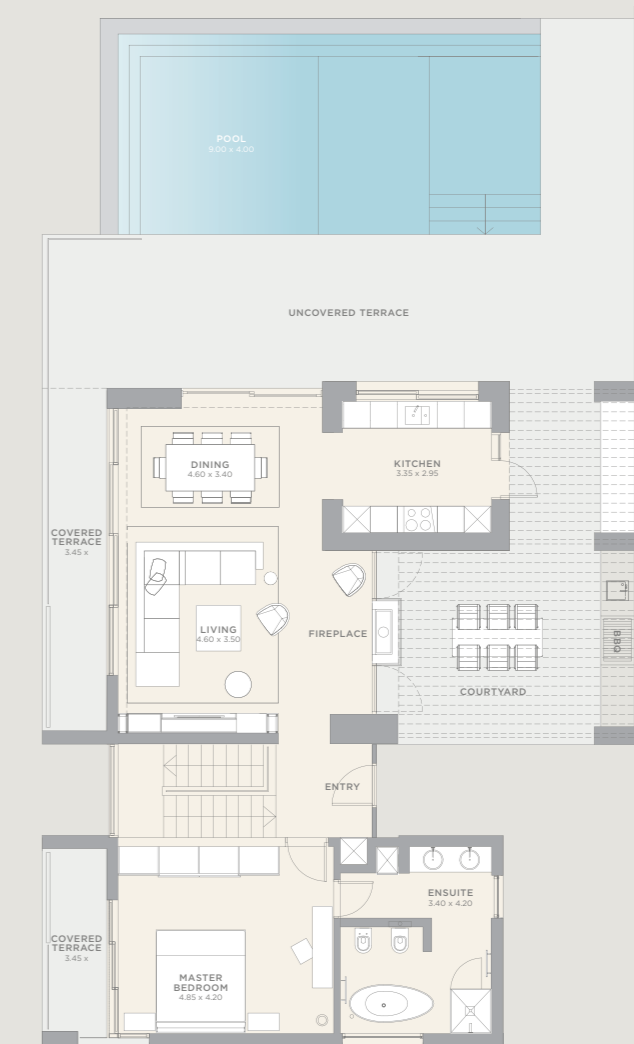 POOL
9.00 x 4.00
UNCOVERED TERRACE
DINING
4.60 x 3.40
KITCHEN
3.35 x 2.95
COVERED
TERRACE
3.45 x
LIVING
4.60 x 3.50
FIREPLACE
BBQ
COURTYARD
ENTRY
ENSUITE
3.40 x 4.20
COVERED
TERRACE
3.45 x
MASTER
BEDROOM
4.85 x 4.20